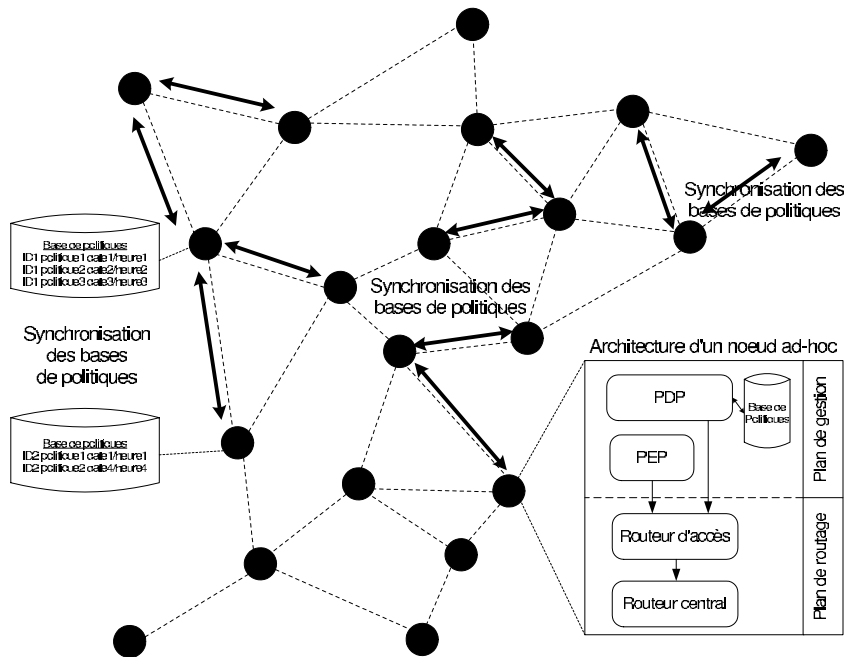 Synchronisation des
bases de politiques
Base de politiques
ID1 politique1 date1/heure1
ID1 politique2 date2/heure2
ID1 politique3 date3/heure3
Synchronisation des
bases de politiques
Synchronisation
des bases
de politiques
Base de politiques
ID2 politique1 date1/heure1
ID2 politique2 date4/heure4
Architecture d'un noeud ad-hoc
PDP
Base de
Politiques
PEP
Plan de gestion
Routeur d'accès
Routeur central
Plan de routage